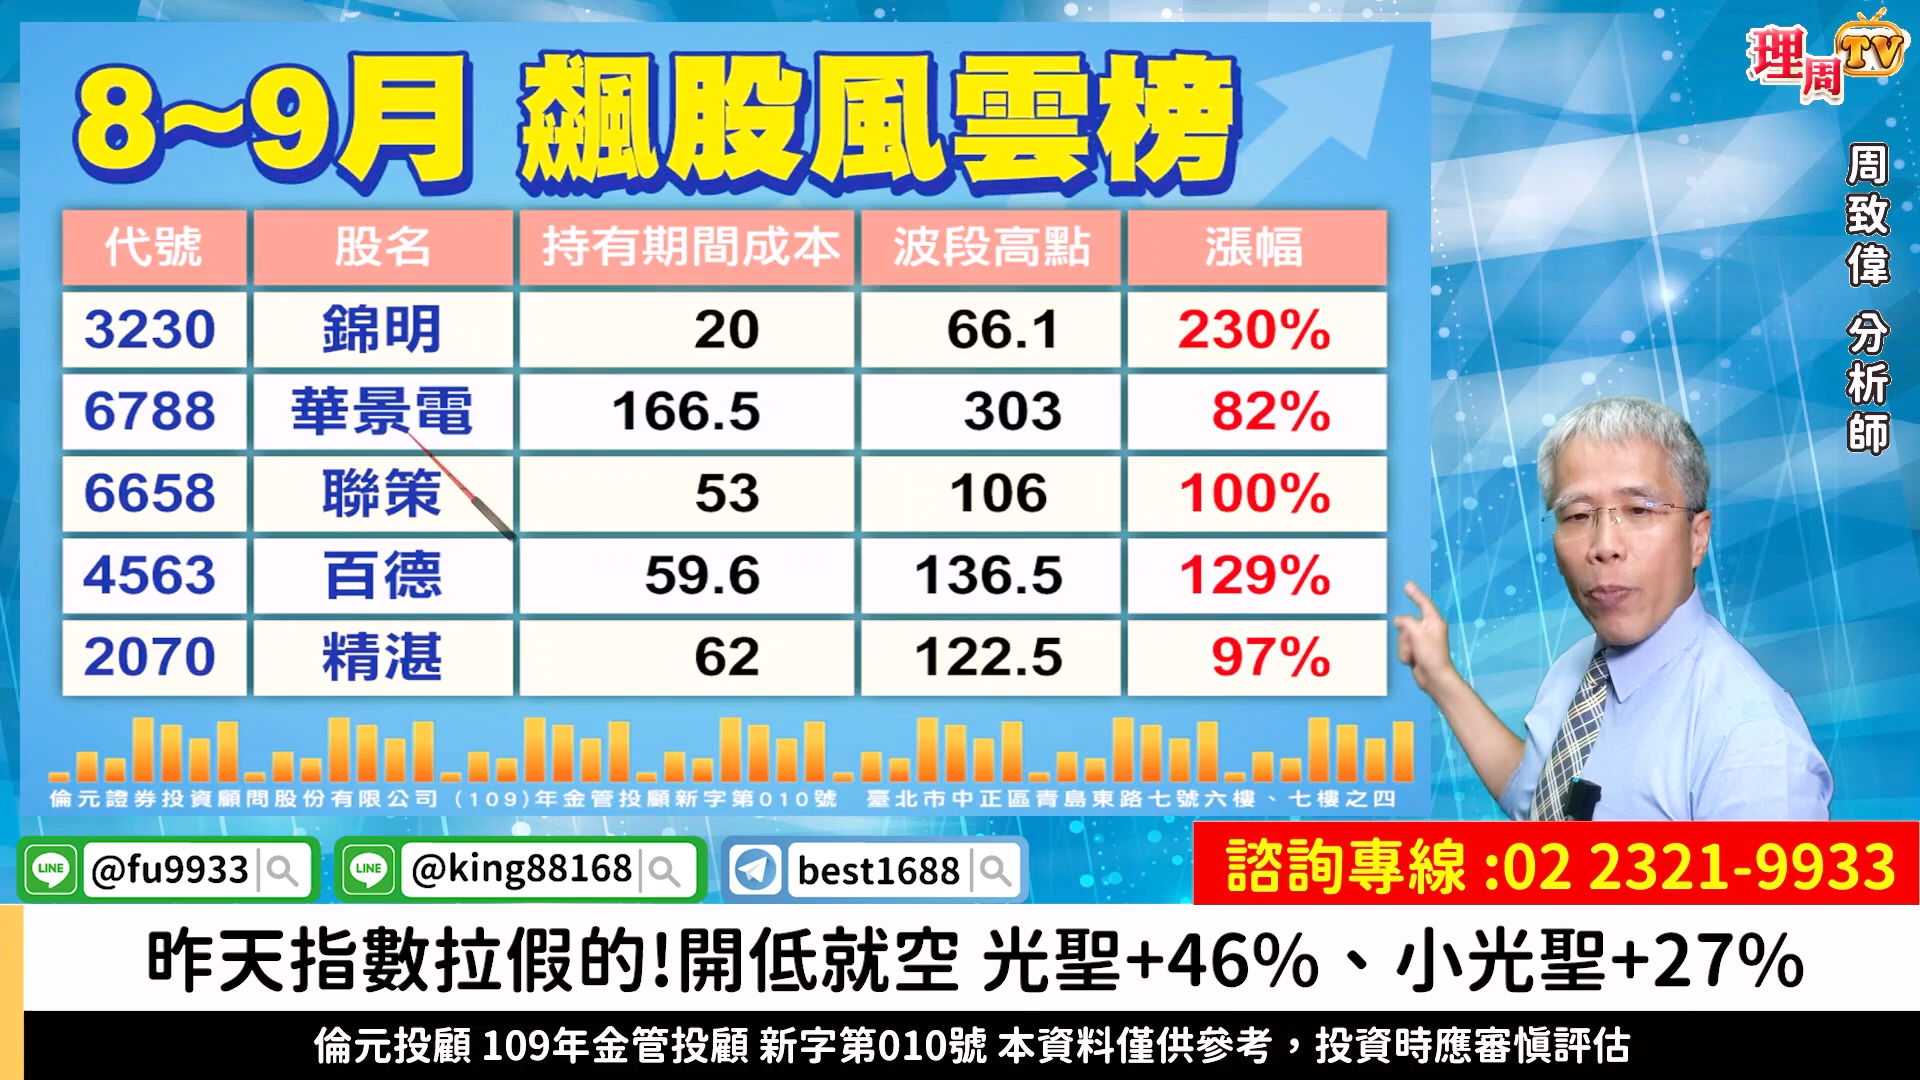 8~9月 飆股風雲榜
代號 股名 持有期間成本 波段高點 漲幅
3230 錦明 20 66.1 230%
6788 華景電 166.5 303 82%
6658 聯策 53 106 100%
4563 百德 59.6 136.5 129%
2070 精湛 62 122.5 97%
倫元證券投資顧問股份有限公司 (109)年金管投顧新字第010號 臺北市中正區青島東路七號六樓、七樓之四
理周TV
周致偉 分析師
LINE @fu9933
LINE @king88168
best1688
諮詢專線 :02 2321-9933
昨天指數拉假的!開低就空 光聖+46%、小光聖+27%
倫元投顧 109年金管投顧 新字第010號 本資料僅供參考，投資時應審慎評估